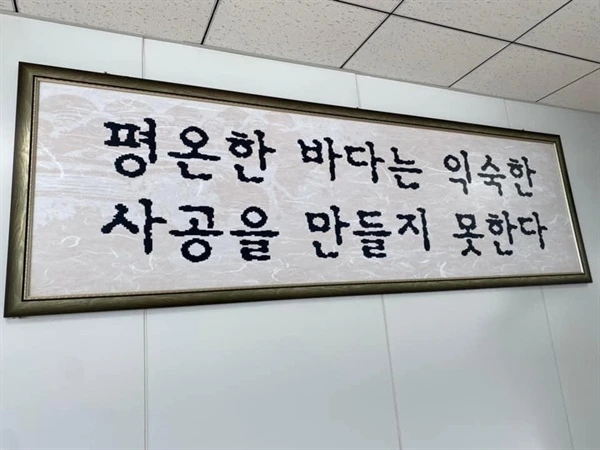 평온한 바다는 익숙한
사공을 만들지 못한다